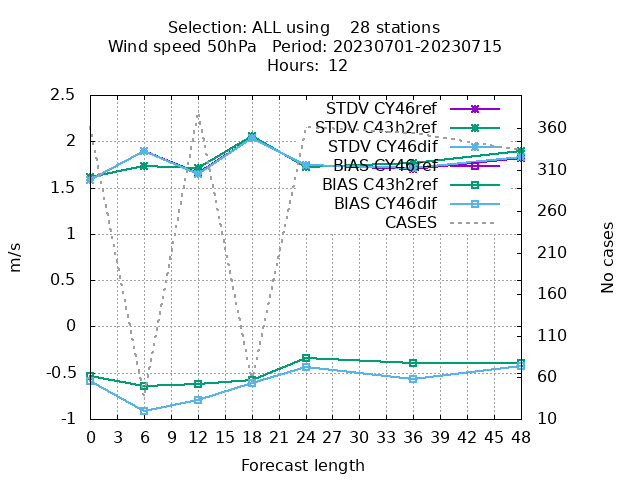 Selection: ALL using    28 stations
Wind speed 50hPa   Period: 20230701-20230715
Hours: 12
2.5
2
1.5
1
0.5
0
-0.5
-1
m/s
STDV CY46ref
STDV C43h2ref
STDV CY46dif
BIAS CY46ref
BIAS C43h2ref
BIAS CY46dif
CASES
360
310
260
210
160
110
60
10
No cases
0 3 6 9 12 15 18 21 24 27 30 33 36 39 42 45 48
Forecast length